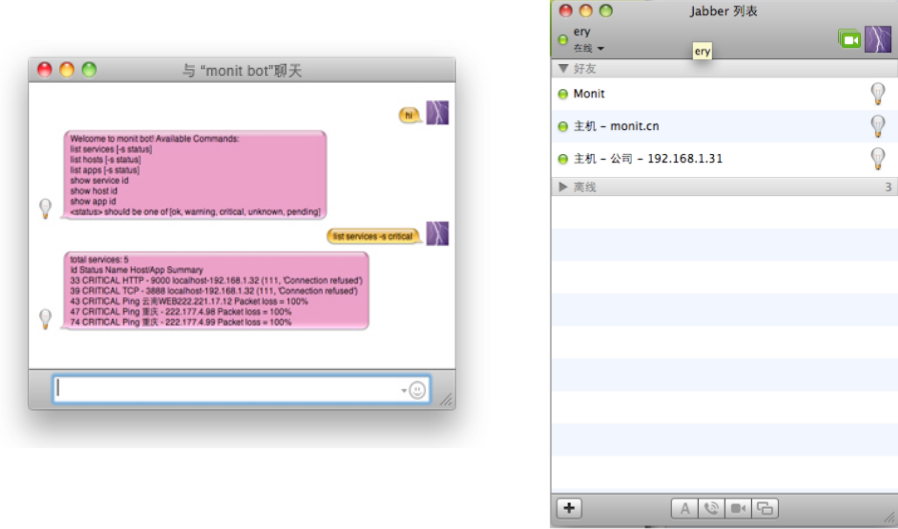 与 “monit bot”聊天
hi
Welcome to monit bot! Available Commands:
list services [-s status]
list hosts [-s status]
list apps [-s status]
show service id
show host id
show app id
<status> should be one of [ok, warning, critical, unknown, pending]
list services -s critical
total services: 5
Id Status Name Host/App Summary
33 CRITICAL HTTP - 9000 localhost-192.168.1.32 (111, 'Connection refused')
39 CRITICAL TCP - 3888 localhost-192.168.1.32 (111, 'Connection refused')
43 CRITICAL Ping 云南WEB222.221.17.12 Packet loss = 100%
47 CRITICAL Ping 重庆 - 222.177.4.98 Packet loss = 100%
74 CRITICAL Ping 重庆 - 222.177.4.99 Packet loss = 100%
Jabber 列表
ery
在线
ery
好友
Monit
主机 – monit.cn
主机 – 公司 – 192.168.1.31
离线 3
A